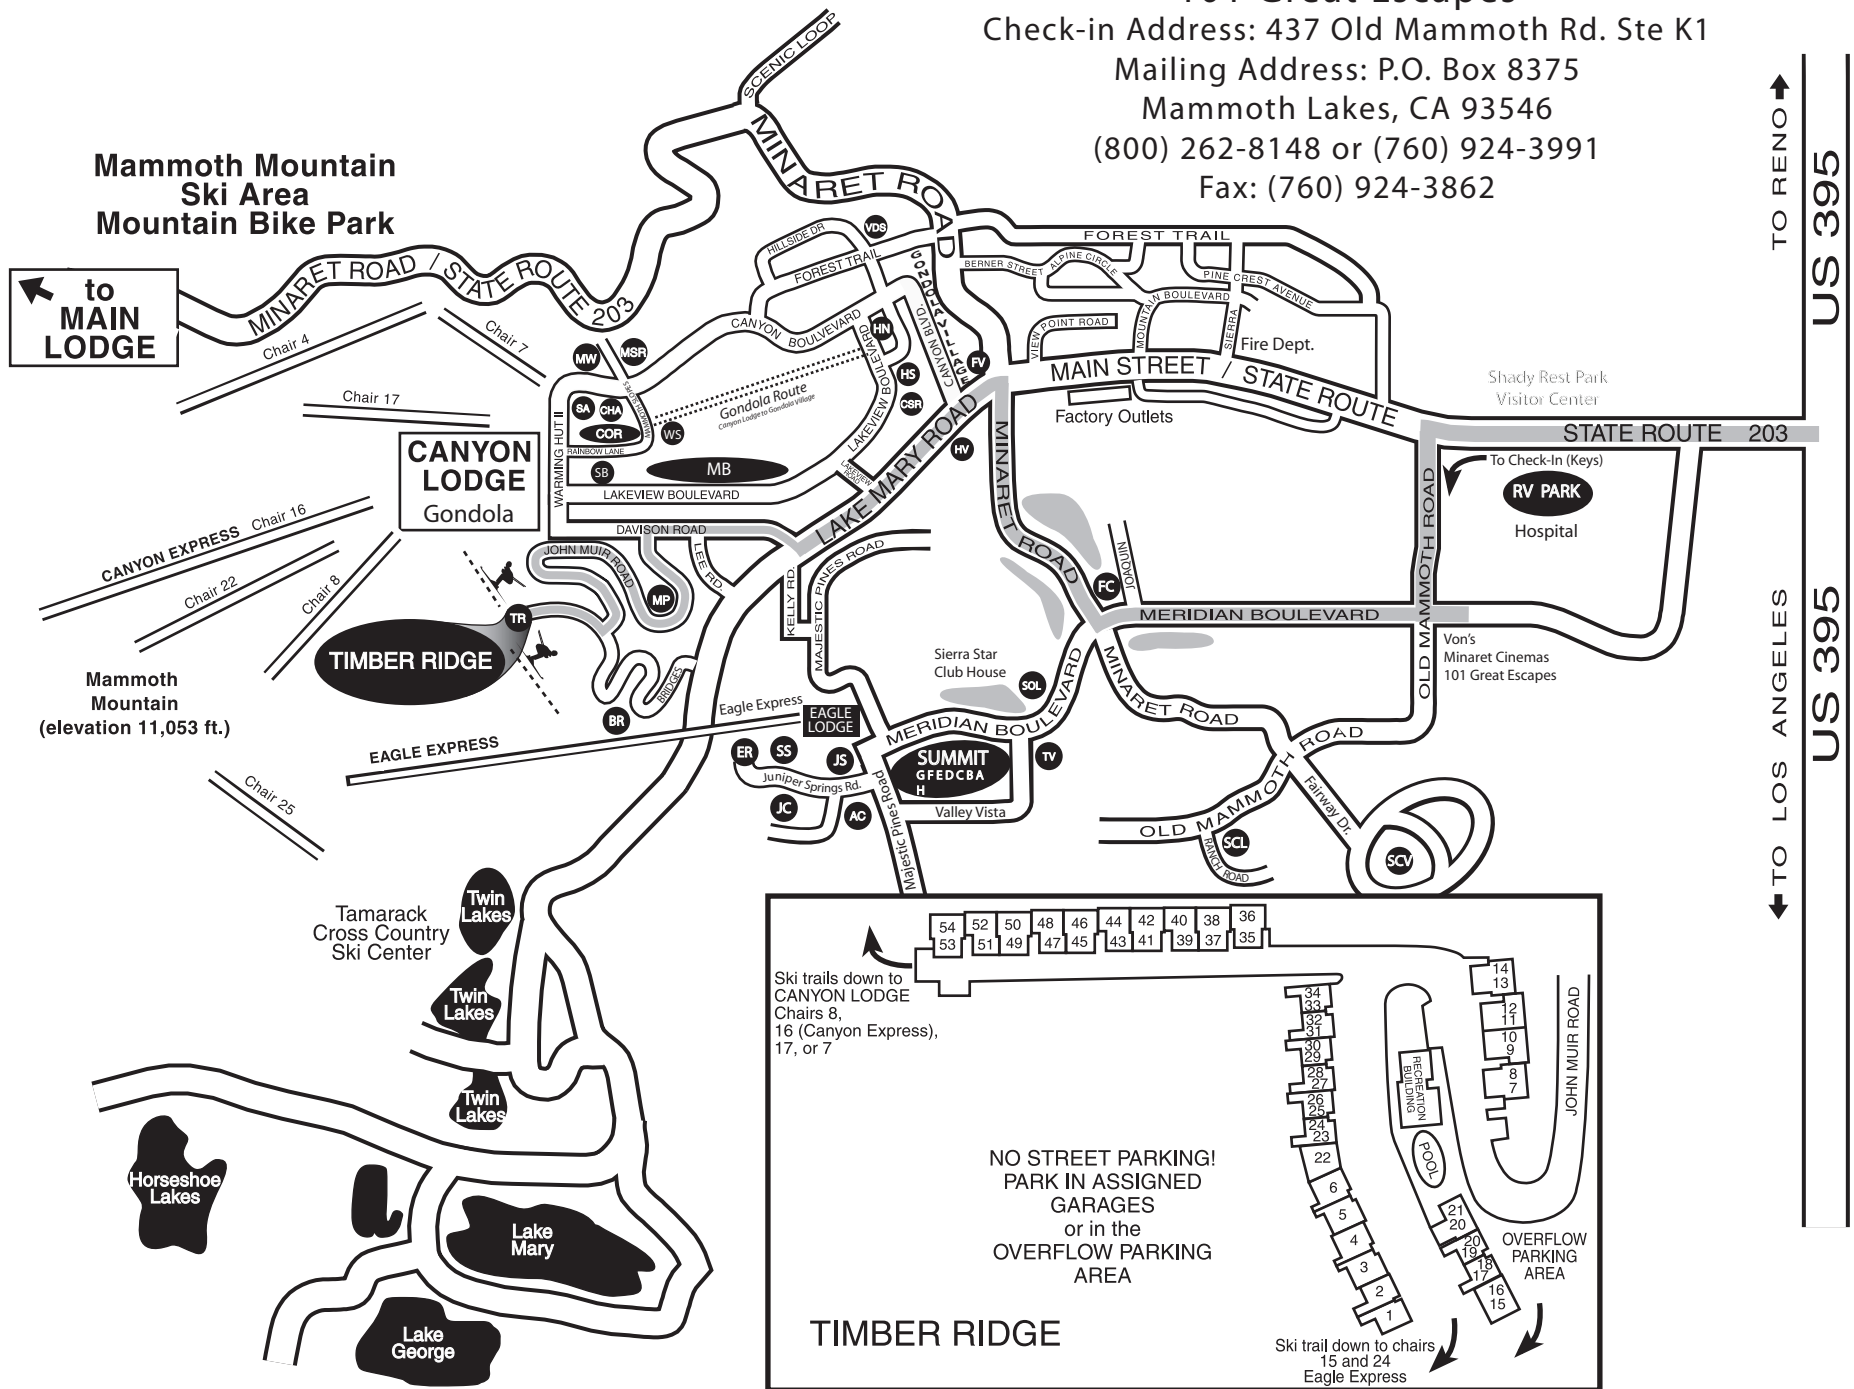 101 Great Escapes
Check-in Address: 437 Old Mammoth Rd. Ste K1
Mailing Address: P.O. Box 8375
Mammoth Lakes, CA 93546
(800) 262-8148 or (760) 924-3991
Fax: (760) 924-3862
SCENIC LOOP
MINARET ROAD
Mammoth Mountain
Ski Area
Mountain Bike Park
to
MAIN
LODGE
MINARET ROAD / STATE ROUTE 203
TO RENO
US 395
VDS
HILLSIDE DR
FOREST TRAIL
FOREST TRAIL
BERNER STREET
ALPINE CIRCLE
PINE CREST AVENUE
MOUNTAIN BOULEVARD
SIERRA
VIEW POINT ROAD
Fire Dept.
GONDOLA VILLAGE
CANYON BLVD.
CANYON BOULVEVARD
HN
HS
CSR
FV
HV
Chair 4
Chair 7
Chair 17
MW
MSR
SA
CHA
COR
WS
SB
MB
MAMMOTH SLOPES
RAINBOW LANE
WARMING HUT II
Gondola Route
Canyon Lodge to Gondola Village
LAKEVIEW BOULEVARD
LAKEVIEW BOULEVARD
LAKEVIEW ROAD
LAKE MARY ROAD
MAIN STREET / STATE ROUTE
Factory Outlets
Shady Rest Park
Visitor Center
STATE ROUTE 203
To Check-In (Keys)
RV PARK
Hospital
CANYON
LODGE
Gondola
CANYON EXPRESS Chair 16
Chair 22
Chair 8
DAVISON ROAD
JOHN MUIR ROAD
LEE RD.
MP
TR
TIMBER RIDGE
BRIDGES
BR
Mammoth
Mountain
(elevation 11,053 ft.)
EAGLE EXPRESS
Eagle Express
EAGLE
LODGE
Chair 25
KELLY RD.
MAJESTIC PINES ROAD
MINARET ROAD
FC
JOAQUIN
MERIDIAN BOULEVARD
OLD MAMMOTH ROAD
OLD MAMMOTH ROAD
Von's
Minaret Cinemas
101 Great Escapes
Sierra Star
Club House
SOL
MERIDIAN BOULEVARD
MINARET ROAD
TV
SUMMIT
GFEDCBA
H
Valley Vista
ER
SS
JS
Juniper Springs Rd.
JC
AC
Majestic Pines Road
OLD MAMMOTH ROAD
RANCH ROAD
SCL
Fairway Dr.
SCV
TO LOS ANGELES
US 395
Tamarack
Cross Country
Ski Center
Twin
Lakes
Twin
Lakes
Twin
Lakes
Horseshoe
Lakes
Lake
Mary
Lake
George
54 52 50 48 46 44 42 40 38 36
53 51 49 47 45 43 41 39 37 35
Ski trails down to
CANYON LODGE
Chairs 8,
16 (Canyon Express),
17, or 7
34
33
32
31
30
29
28
27
26
25
24
23
22
6
5
4
3
2
1
14
13
12
11
10
9
8
7
RECREATION
BUILDING
POOL
JOHN MUIR ROAD
21
20
20
19
18
17
16
15
OVERFLOW
PARKING
AREA
NO STREET PARKING!
PARK IN ASSIGNED
GARAGES
or in the
OVERFLOW PARKING
AREA
TIMBER RIDGE
Ski trail down to chairs
15 and 24
Eagle Express